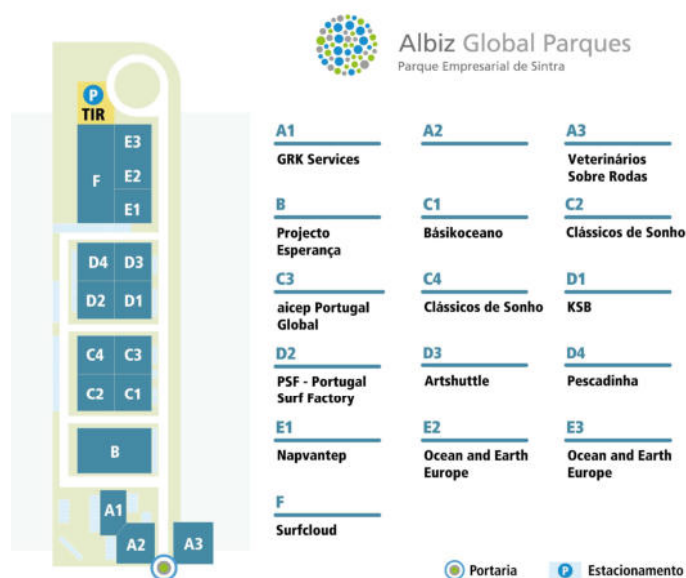 Albiz Global Parques
Parque Empresarial de Sintra
P
TIR
E3
F
E2
E1
D4 D3
D2 D1
C4 C3
C2 C1
B
A1
A2
A3
A1
GRK Services
A2
A3
Veterinários
Sobre Rodas
B
Projecto
Esperança
C1
Básikoceano
C2
Clássicos de Sonho
C3
aicep Portugal
Global
C4
Clássicos de Sonho
D1
KSB
D2
PSF - Portugal
Surf Factory
D3
Artshuttle
D4
Pescadinha
E1
Napvantep
E2
Ocean and Earth
Europe
E3
Ocean and Earth
Europe
F
Surfcloud
Portaria
P Estacionamento